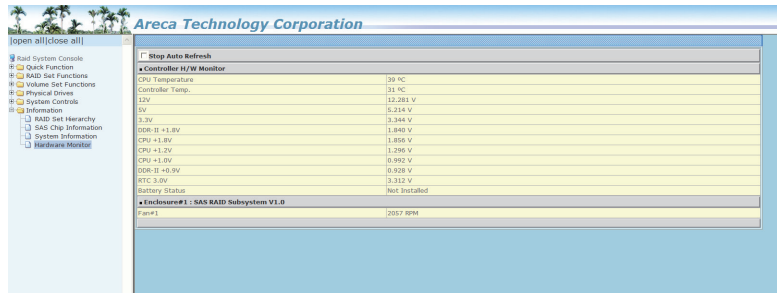 Areca Technology Corporation
|open all|close all|
Raid System Console
Quick Function
RAID Set Functions
Volume Set Functions
Physical Drives
System Controls
Information
RAID Set Hierarchy
SAS Chip Information
System Information
Hardware Monitor
Stop Auto Refresh
Controller H/W Monitor
CPU Temperature 39 ºC
Controller Temp. 31 ºC
12V 12.281 V
5V 5.214 V
3.3V 3.344 V
DDR-II +1.8V 1.840 V
CPU +1.8V 1.856 V
CPU +1.2V 1.296 V
CPU +1.0V 0.992 V
DDR-II +0.9V 0.928 V
RTC 3.0V 3.312 V
Battery Status Not Installed
Enclosure#1 : SAS RAID Subsystem V1.0
Fan#1 2057 RPM